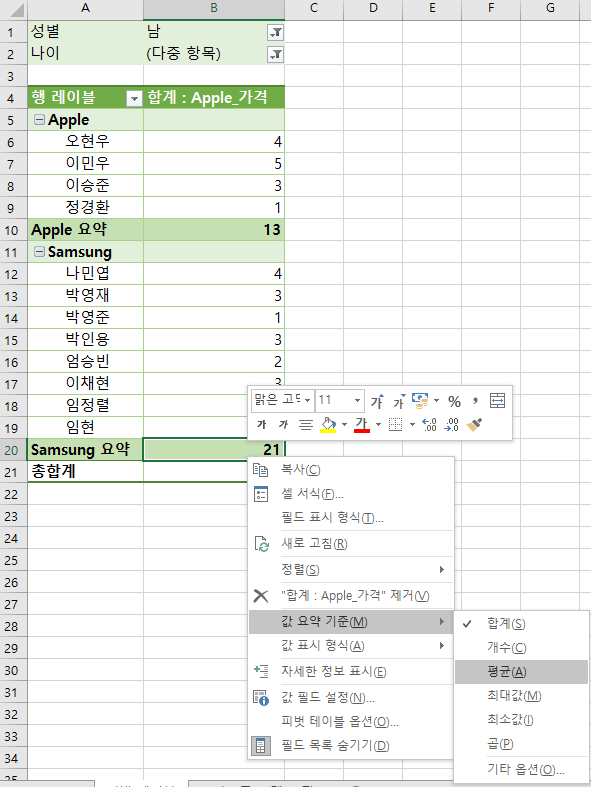 A B C D E F G
1 성별 남
2 나이 (다중 항목)
3
4 행 레이블 합계 : Apple_가격
5 Apple
6 오현우 4
7 이민우 5
8 이승준 3
9 정경환 1
10 Apple 요약 13
11 Samsung
12 나민엽 4
13 박영재 3
14 박영준 1
15 박인용 3
16 엄승빈 2
17 이채현 3
18 임정렬
19 임현
20 Samsung 요약 21
21 총합계
22
23
24
25
26
27
28
29
30
31
32
33
34
맑은 고딕 11 가 가 %
가 가 가
복사(C)
셀 서식(F)...
필드 표시 형식(T)...
새로 고침(R)
정렬(S)
"합계 : Apple_가격" 제거(V)
값 요약 기준(M)
값 표시 형식(A)
자세한 정보 표시(E)
값 필드 설정(N)...
피벗 테이블 옵션(O)...
필드 목록 숨기기(D)
합계(S)
개수(C)
평균(A)
최대값(M)
최소값(I)
곱(P)
기타 옵션(O)...